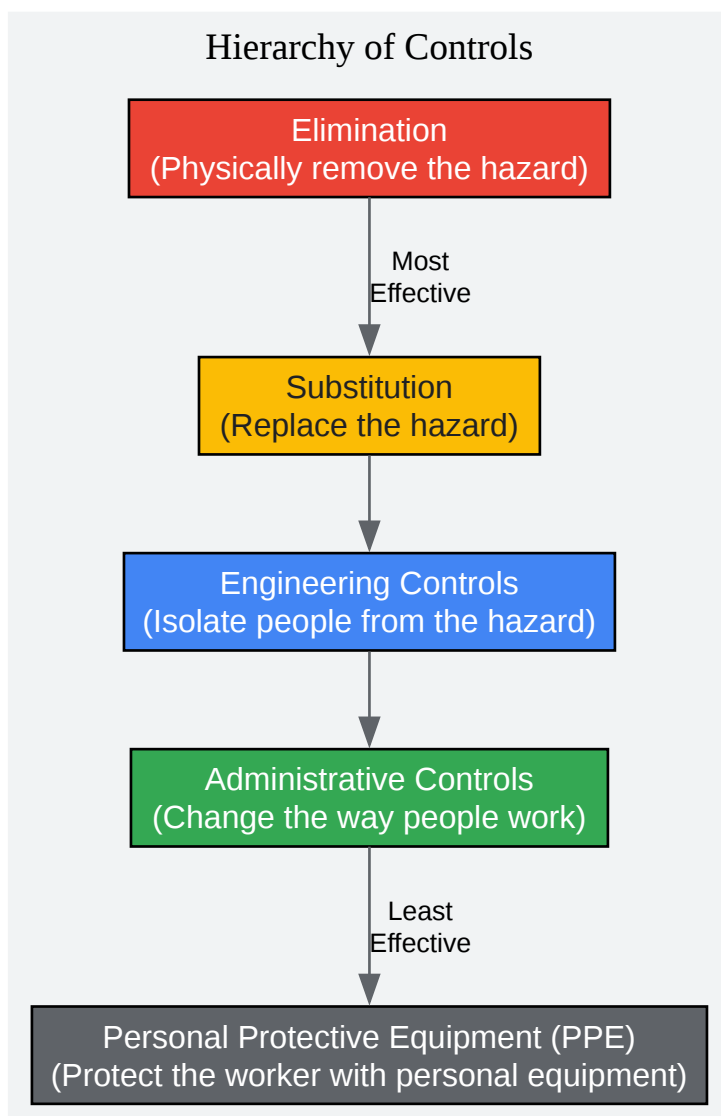 Hierarchy of Controls
Elimination
(Physically remove the hazard)
Most
Effective
Substitution
(Replace the hazard)
Engineering Controls
(Isolate people from the hazard)
Administrative Controls
(Change the way people work)
Least
Effective
Personal Protective Equipment (PPE)
(Protect the worker with personal equipment)